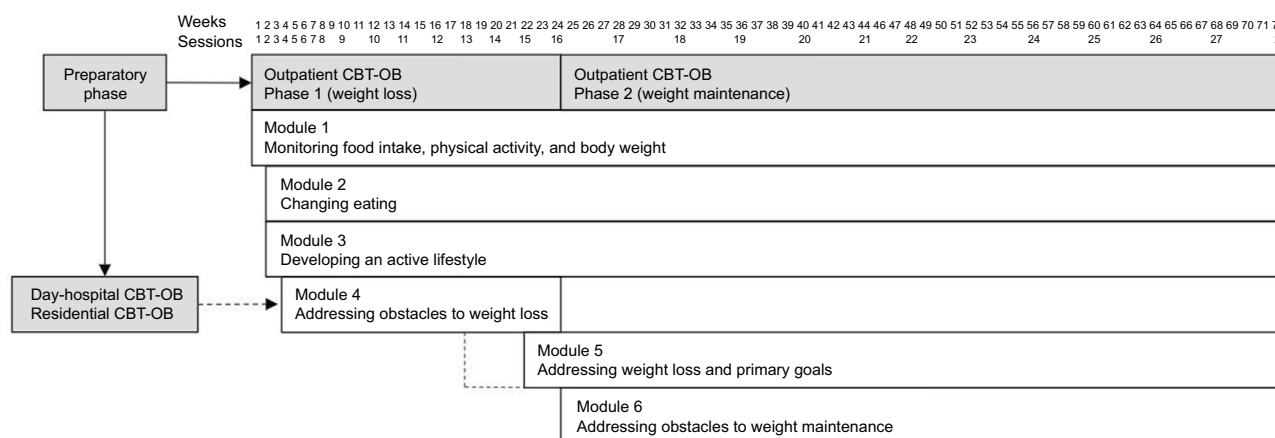 Weeks 1 2 3 4 5 6 7 8 9 10 11 12 13 14 15 16 17 18 19 20 21 22 23 24 25 26 27 28 29 30 31 32 33 34 35 36 37 38 39 40 41 42 43 44 45 46 47 48 49 50 51 52 53 54 55 56 57 58 59 60 61 62 63 64 65 66 67 68 69 70 71
Sessions 1 2 3 4 5 6 7 8 9 10 11 12 13 14 15 16 17 18 19 20 21 22 23 24 25 26 27
Preparatory
phase
Outpatient CBT-OB
Phase 1 (weight loss)
Outpatient CBT-OB
Phase 2 (weight maintenance)
Module 1
Monitoring food intake, physical activity, and body weight
Module 2
Changing eating
Module 3
Developing an active lifestyle
Day-hospital CBT-OB
Residential CBT-OB
Module 4
Addressing obstacles to weight loss
Module 5
Addressing weight loss and primary goals
Module 6
Addressing obstacles to weight maintenance